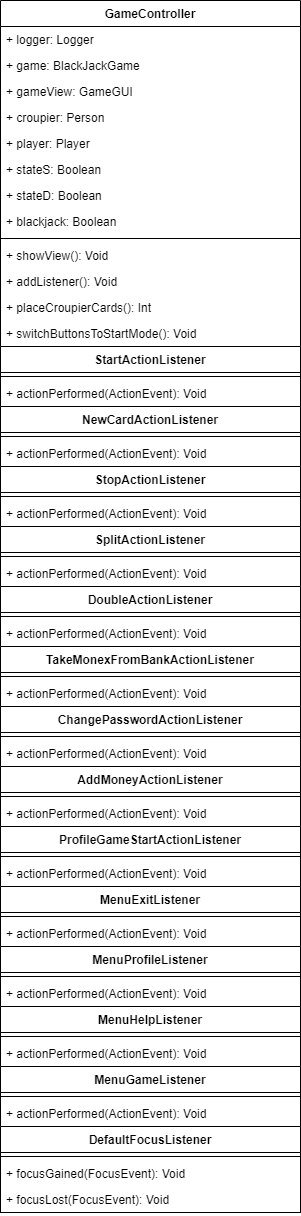 GameController
+ logger: Logger
+ game: BlackJackGame
+ gameView: GameGUI
+ croupier: Person
+ player: Player
+ stateS: Boolean
+ stateD: Boolean
+ blackjack: Boolean
+ showView(): Void
+ addListener(): Void
+ placeCroupierCards(): Int
+ switchButtonsToStartMode(): Void
StartActionListener
+ actionPerformed(ActionEvent): Void
NewCardActionListener
+ actionPerformed(ActionEvent): Void
StopActionListener
+ actionPerformed(ActionEvent): Void
SplitActionListener
+ actionPerformed(ActionEvent): Void
DoubleActionListener
+ actionPerformed(ActionEvent): Void
TakeMonexFromBankActionListener
+ actionPerformed(ActionEvent): Void
ChangePasswordActionListener
+ actionPerformed(ActionEvent): Void
AddMoneyActionListener
+ actionPerformed(ActionEvent): Void
ProfileGameStartActionListener
+ actionPerformed(ActionEvent): Void
MenuExitListener
+ actionPerformed(ActionEvent): Void
MenuProfileListener
+ actionPerformed(ActionEvent): Void
MenuHelpListener
+ actionPerformed(ActionEvent): Void
MenuGameListener
+ actionPerformed(ActionEvent): Void
DefaultFocusListener
+ focusGained(FocusEvent): Void
+ focusLost(FocusEvent): Void